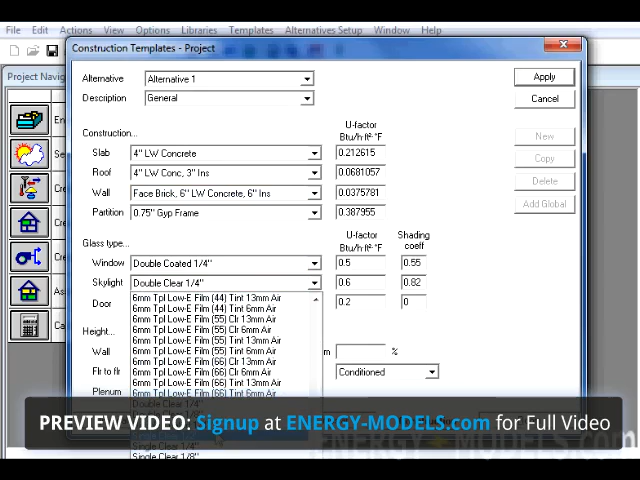 File Edit Actions View Options Libraries Templates Alternatives Setup Window Help
Construction Templates - Project
Project Navig
Alternative Alternative 1 Apply
Description General Cancel
Construction... U-factor
Btu/h·ft²·°F New
Slab 4" LW Concrete 0.212615 Copy
Roof 4" LW Conc, 3" Ins 0.0681057 Delete
Wall Face Brick, 6" LW Concrete, 6" Ins 0.0375781 Add Global
Partition 0.75" Gyp Frame 0.387955
Glass type... U-factor Shading
Btu/h·ft²·°F coeff
Window Double Coated 1/4" 0.5 0.55
Skylight Double Clear 1/4" 0.6 0.82
Door 0.2 0
6mm Tpl Low-E Film (44) Tint 13mm Air
6mm Tpl Low-E Film (44) Tint 6mm Air
6mm Tpl Low-E Film (55) Clr 13mm Air
6mm Tpl Low-E Film (55) Clr 6mm Air
6mm Tpl Low-E Film (55) Tint 13mm Air
6mm Tpl Low-E Film (55) Tint 6mm Air
6mm Tpl Low-E Film (66) Clr 13mm Air
6mm Tpl Low-E Film (66) Clr 6mm Air
6mm Tpl Low-E Film (66) Tint 13mm Air
6mm Tpl Low-E Film (66) Tint 6mm Air
Height...
Wall %
Flr to flr Conditioned
Plenum
PREVIEW VIDEO: Signup at ENERGY-MODELS.com for Full Video
Single Clear 1/4"
Single Clear 1/8"
ENERGY-MODELS.com